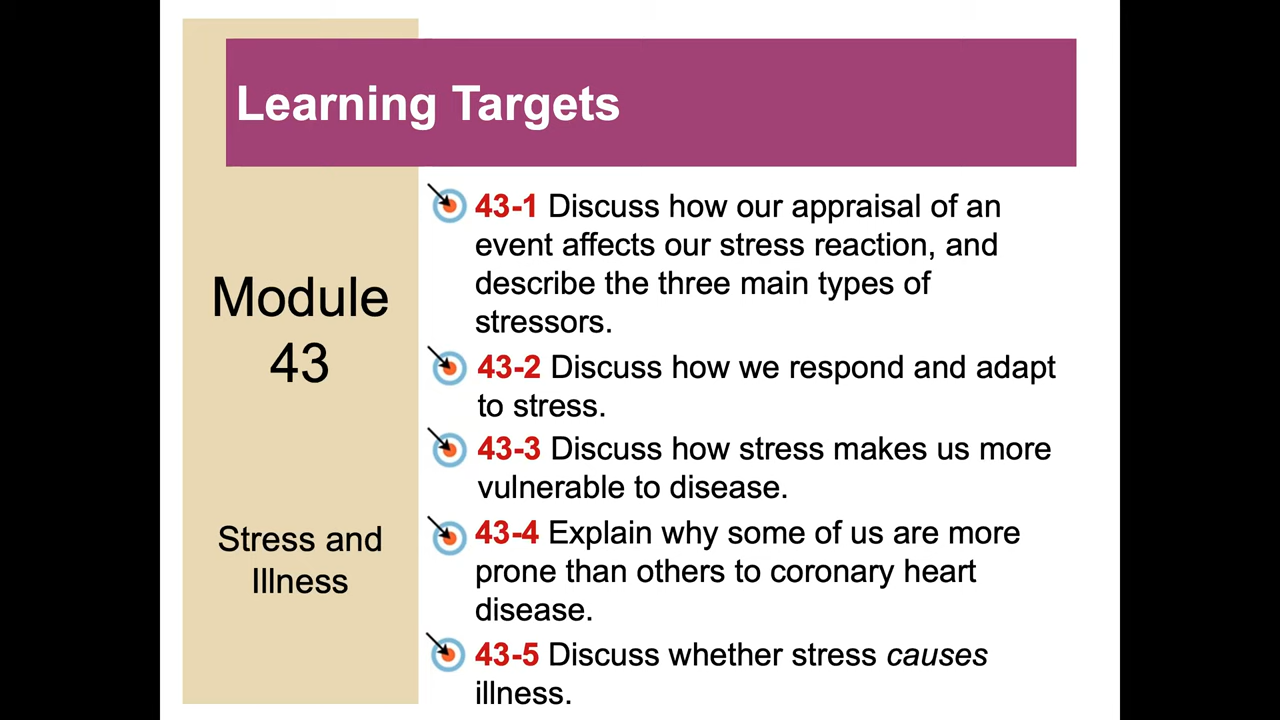 Learning Targets
Module
43
Stress and
Illness
43-1 Discuss how our appraisal of an
event affects our stress reaction, and
describe the three main types of
stressors.
43-2 Discuss how we respond and adapt
to stress.
43-3 Discuss how stress makes us more
vulnerable to disease.
43-4 Explain why some of us are more
prone than others to coronary heart
disease.
43-5 Discuss whether stress causes
illness.